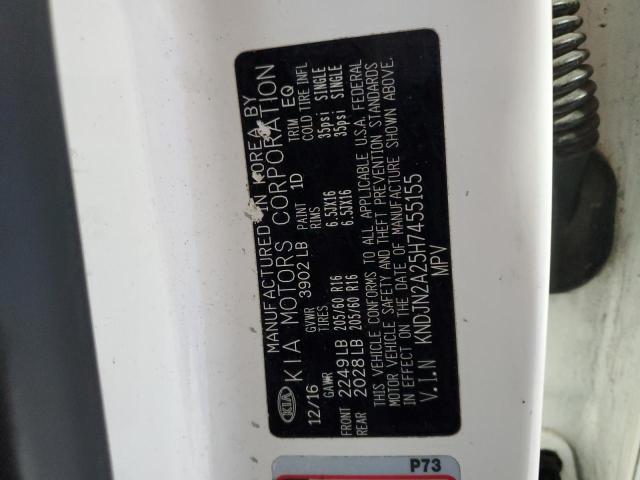 MANUFACTURED IN KOREA BY
KIA MOTORS CORPORATION
KIA
12/16 GVWR 3902 LB PAINT 1D TRIM EQ
GAWR TIRES RIMS COLD TIRE INFL
FRONT 2249 LB 205/60 R16 6.5JX16 35psi SINGLE
REAR 2028 LB 205/60 R16 6.5JX16 35psi SINGLE
THIS VEHICLE CONFORMS TO ALL APPLICABLE U.S.A. FEDERAL
MOTOR VEHICLE SAFETY AND THEFT PREVENTION STANDARDS
IN EFFECT ON THE DATE OF MANUFACTURE SHOWN ABOVE.
V.I.N KNDJN2A25H7455155
MPV
P73